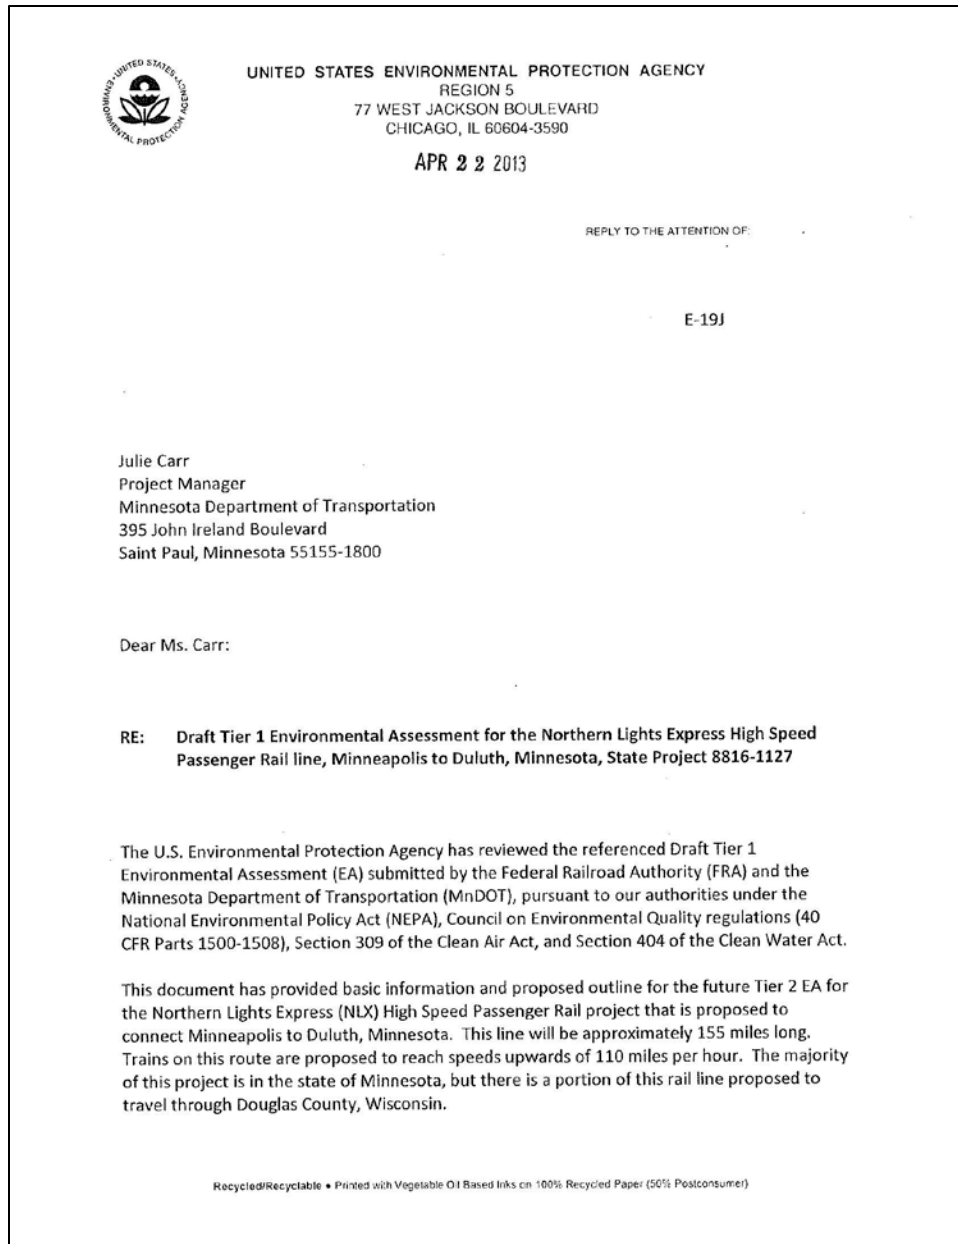 UNITED STATES ENVIRONMENTAL PROTECTION AGENCY
UNITED STATES ENVIRONMENTAL PROTECTION AGENCY
REGION 5
77 WEST JACKSON BOULEVARD
CHICAGO, IL 60604-3590
APR 22 2013
REPLY TO THE ATTENTION OF:
E-19J
Julie Carr
Project Manager
Minnesota Department of Transportation
395 John Ireland Boulevard
Saint Paul, Minnesota 55155-1800
Dear Ms. Carr:
RE: Draft Tier 1 Environmental Assessment for the Northern Lights Express High Speed
Passenger Rail line, Minneapolis to Duluth, Minnesota, State Project 8816-1127
The U.S. Environmental Protection Agency has reviewed the referenced Draft Tier 1
Environmental Assessment (EA) submitted by the Federal Railroad Authority (FRA) and the
Minnesota Department of Transportation (MnDOT), pursuant to our authorities under the
National Environmental Policy Act (NEPA), Council on Environmental Quality regulations (40
CFR Parts 1500-1508), Section 309 of the Clean Air Act, and Section 404 of the Clean Water Act.
This document has provided basic information and proposed outline for the future Tier 2 EA for
the Northern Lights Express (NLX) High Speed Passenger Rail project that is proposed to
connect Minneapolis to Duluth, Minnesota. This line will be approximately 155 miles long.
Trains on this route are proposed to reach speeds upwards of 110 miles per hour. The majority
of this project is in the state of Minnesota, but there is a portion of this rail line proposed to
travel through Douglas County, Wisconsin.
Recycled/Recyclable • Printed with Vegetable Oil Based Inks on 100% Recycled Paper (50% Postconsumer)